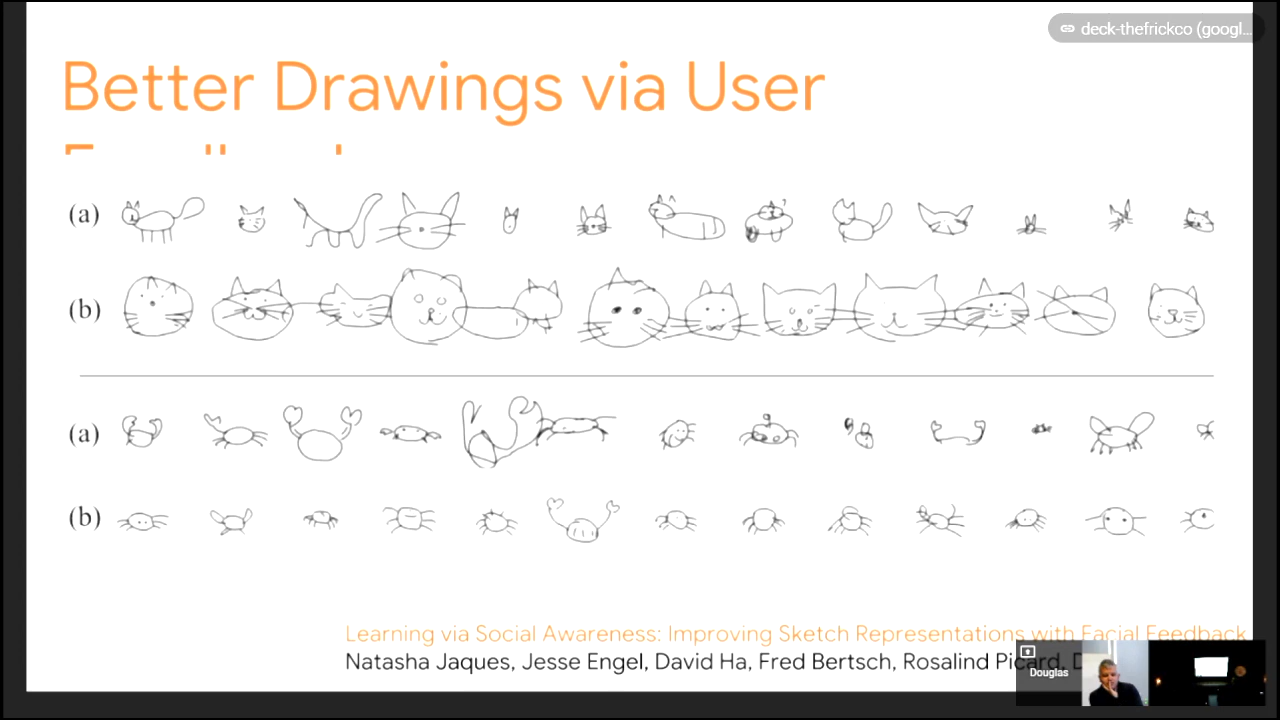 deck-thefrickco (googl...
Better Drawings via User
(a)
(b)
(a)
(b)
Learning via Social Awareness: Improving Sketch Representations with Facial Feedback
Natasha Jaques, Jesse Engel, David Ha, Fred Bertsch, Rosalind Picard,
Douglas